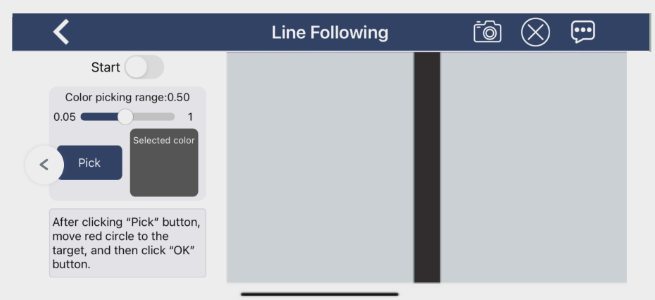 Line Following
Start
Color picking range:0.50
0.05
1
Pick
Selected color
After clicking "Pick" button,
move red circle to the
target, and then click "OK"
button.